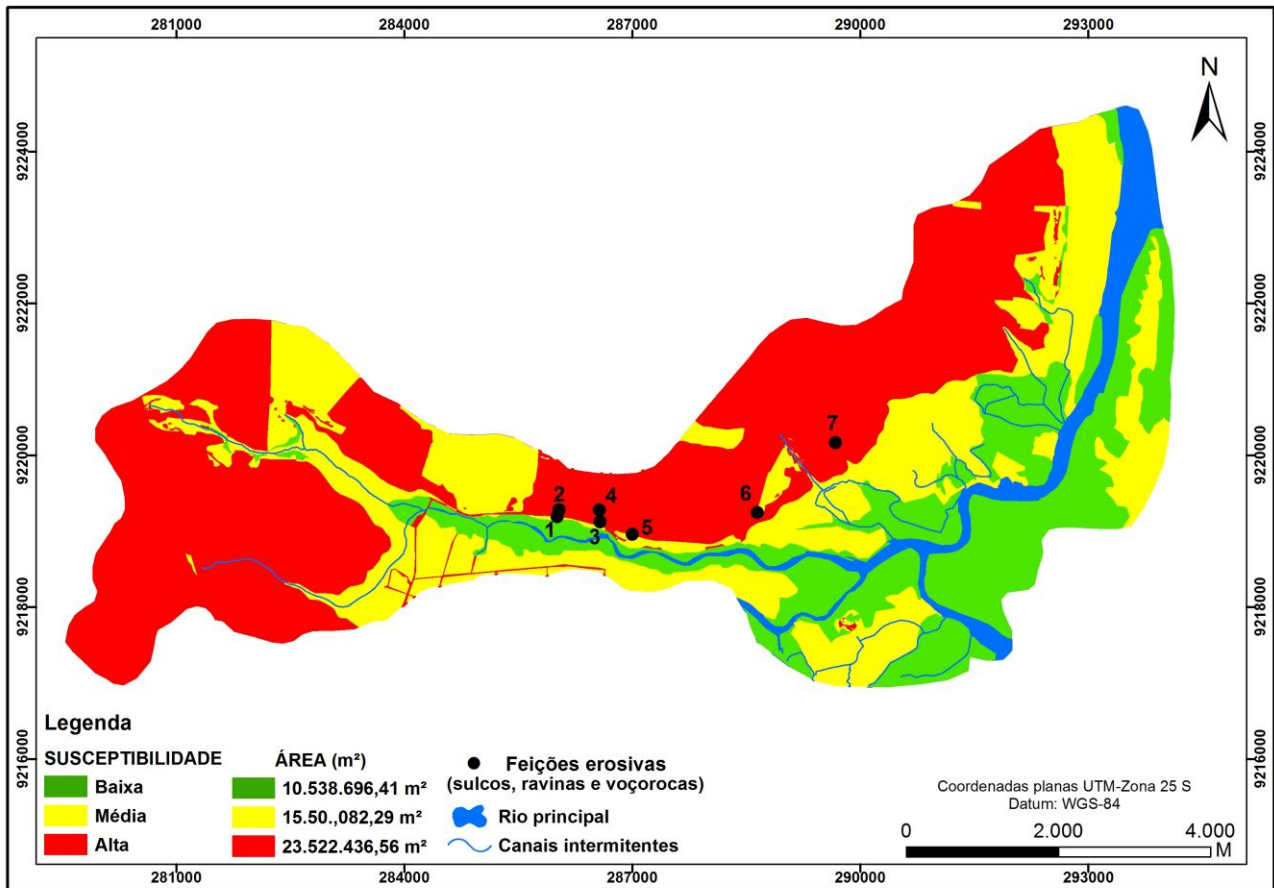 281000 284000 287000 290000 293000
N
9224000 9224000
9222000 9222000
9220000 9220000
9218000 9218000
9216000 9216000
7
2 4 6
1 3 5
Legenda
SUSCEPTIBILIDADE ÁREA (m²)
Baixa 10.538.696,41 m²
Média 15.50.,082,29 m²
Alta 23.522.436,56 m²
Feições erosivas
(sulcos, ravinas e voçorocas)
Rio principal
Canais intermitentes
Coordenadas planas UTM-Zona 25 S
Datum: WGS-84
0 2.000 4.000
M
281000 284000 287000 290000 293000